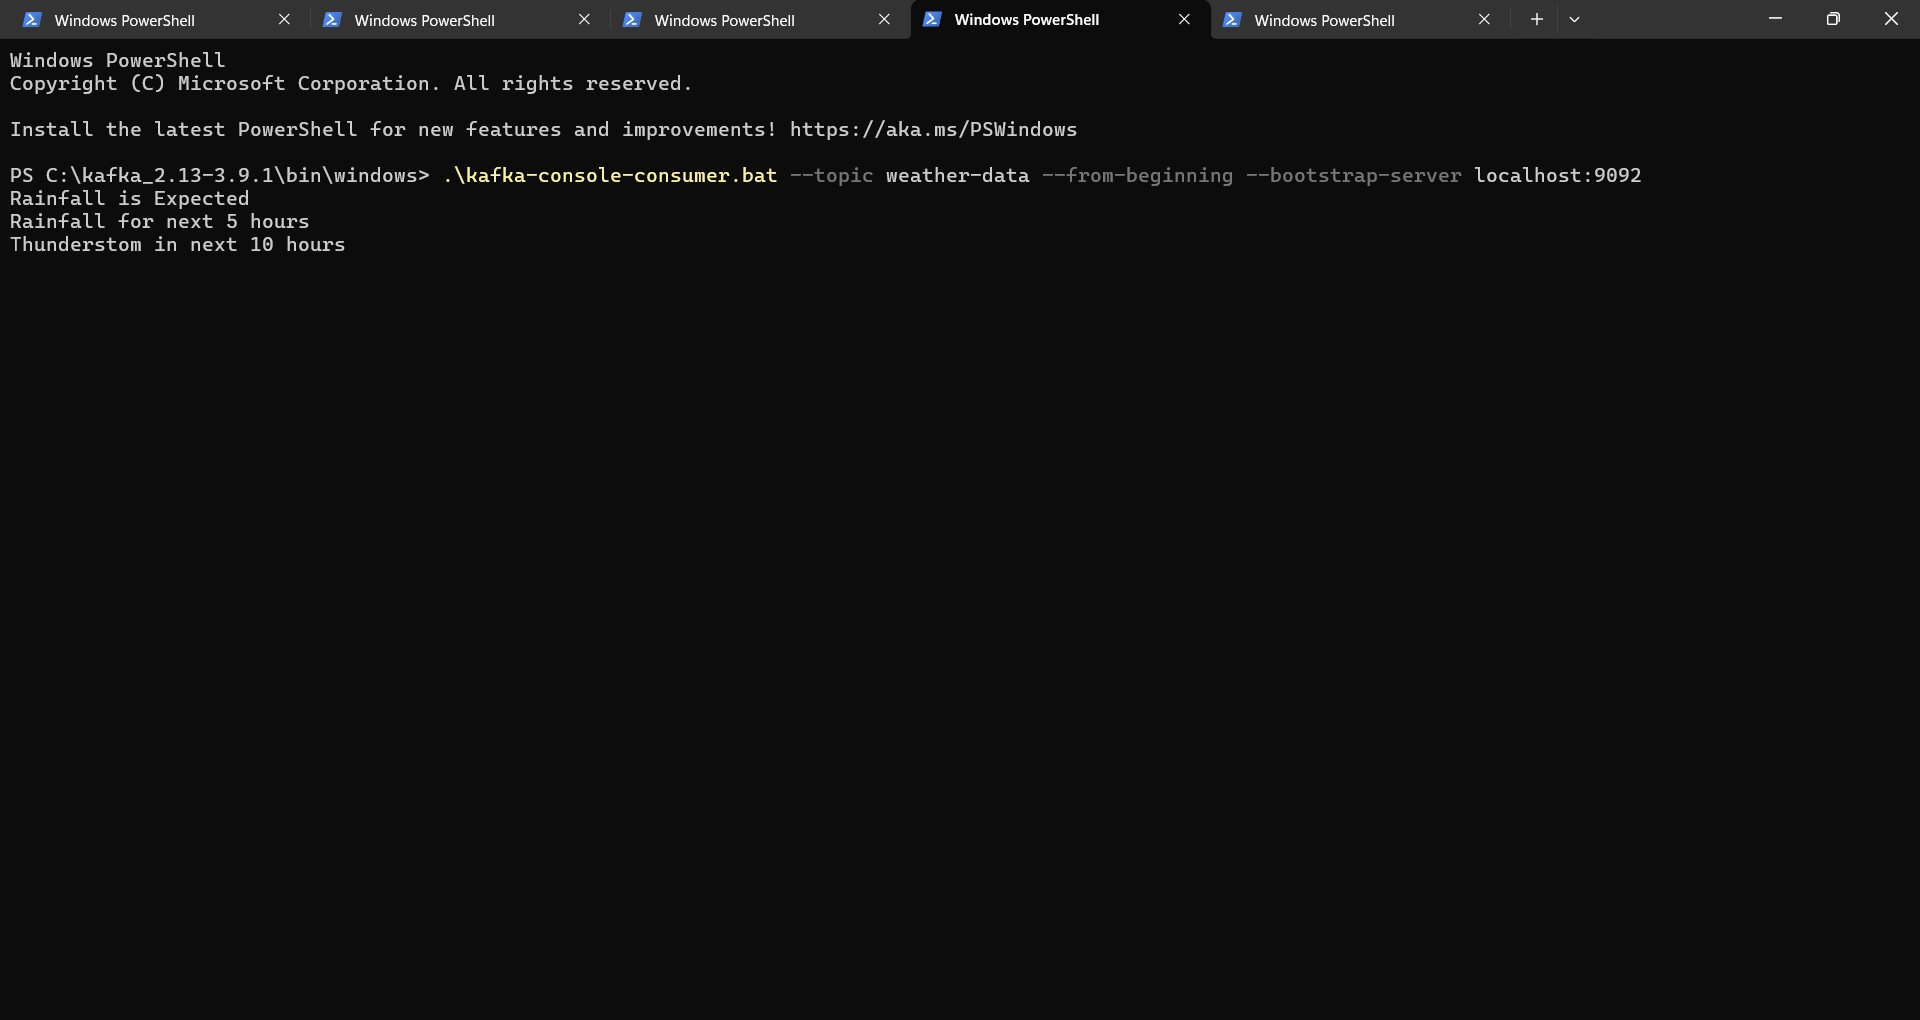 Windows PowerShell
Windows PowerShell
Windows PowerShell
Windows PowerShell
Windows PowerShell
Windows PowerShell
Copyright (C) Microsoft Corporation. All rights reserved.
Install the latest PowerShell for new features and improvements! https://aka.ms/PSWindows
PS C:\kafka_2.13-3.9.1\bin\windows> .\kafka-console-consumer.bat --topic weather-data --from-beginning --bootstrap-server localhost:9092
Rainfall is Expected
Rainfall for next 5 hours
Thunderstom in next 10 hours